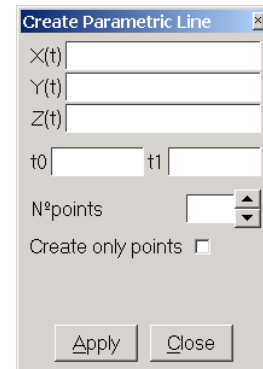 Create Parametric Line ×
X(t)
Y(t)
Z(t)
t0 t1
Nºpoints
Create only points
Apply Close